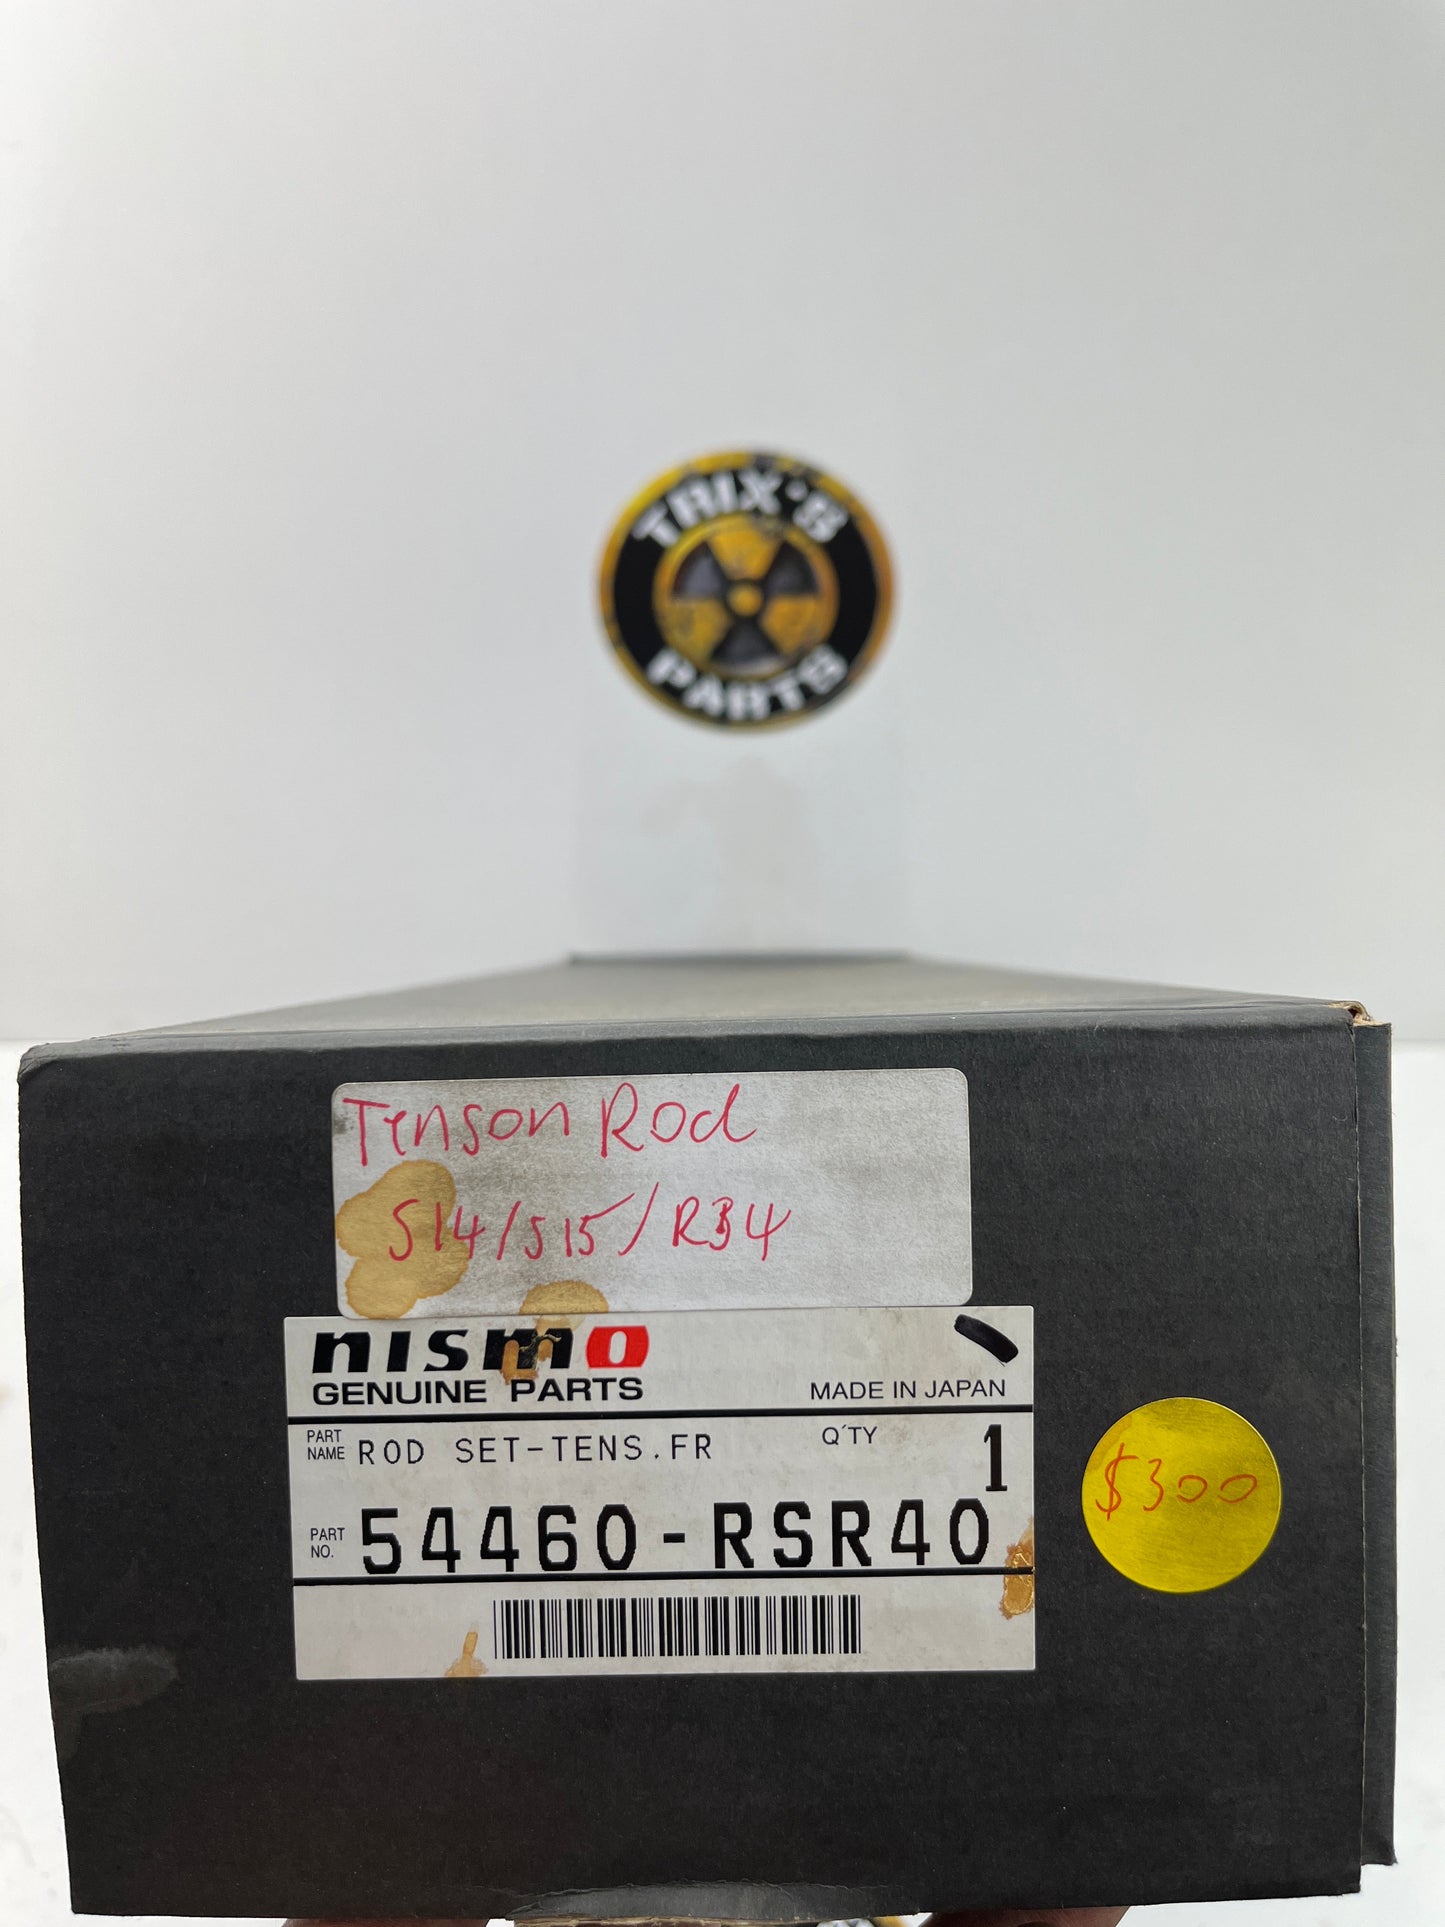 TRIX'S
PARTS
Tenson Rod
S14/S15/R34
nismo
GENUINE PARTS
MADE IN JAPAN
PART NAME ROD SET-TENS.FR Q'TY 1
PART NO. 54460-RSR40
$300